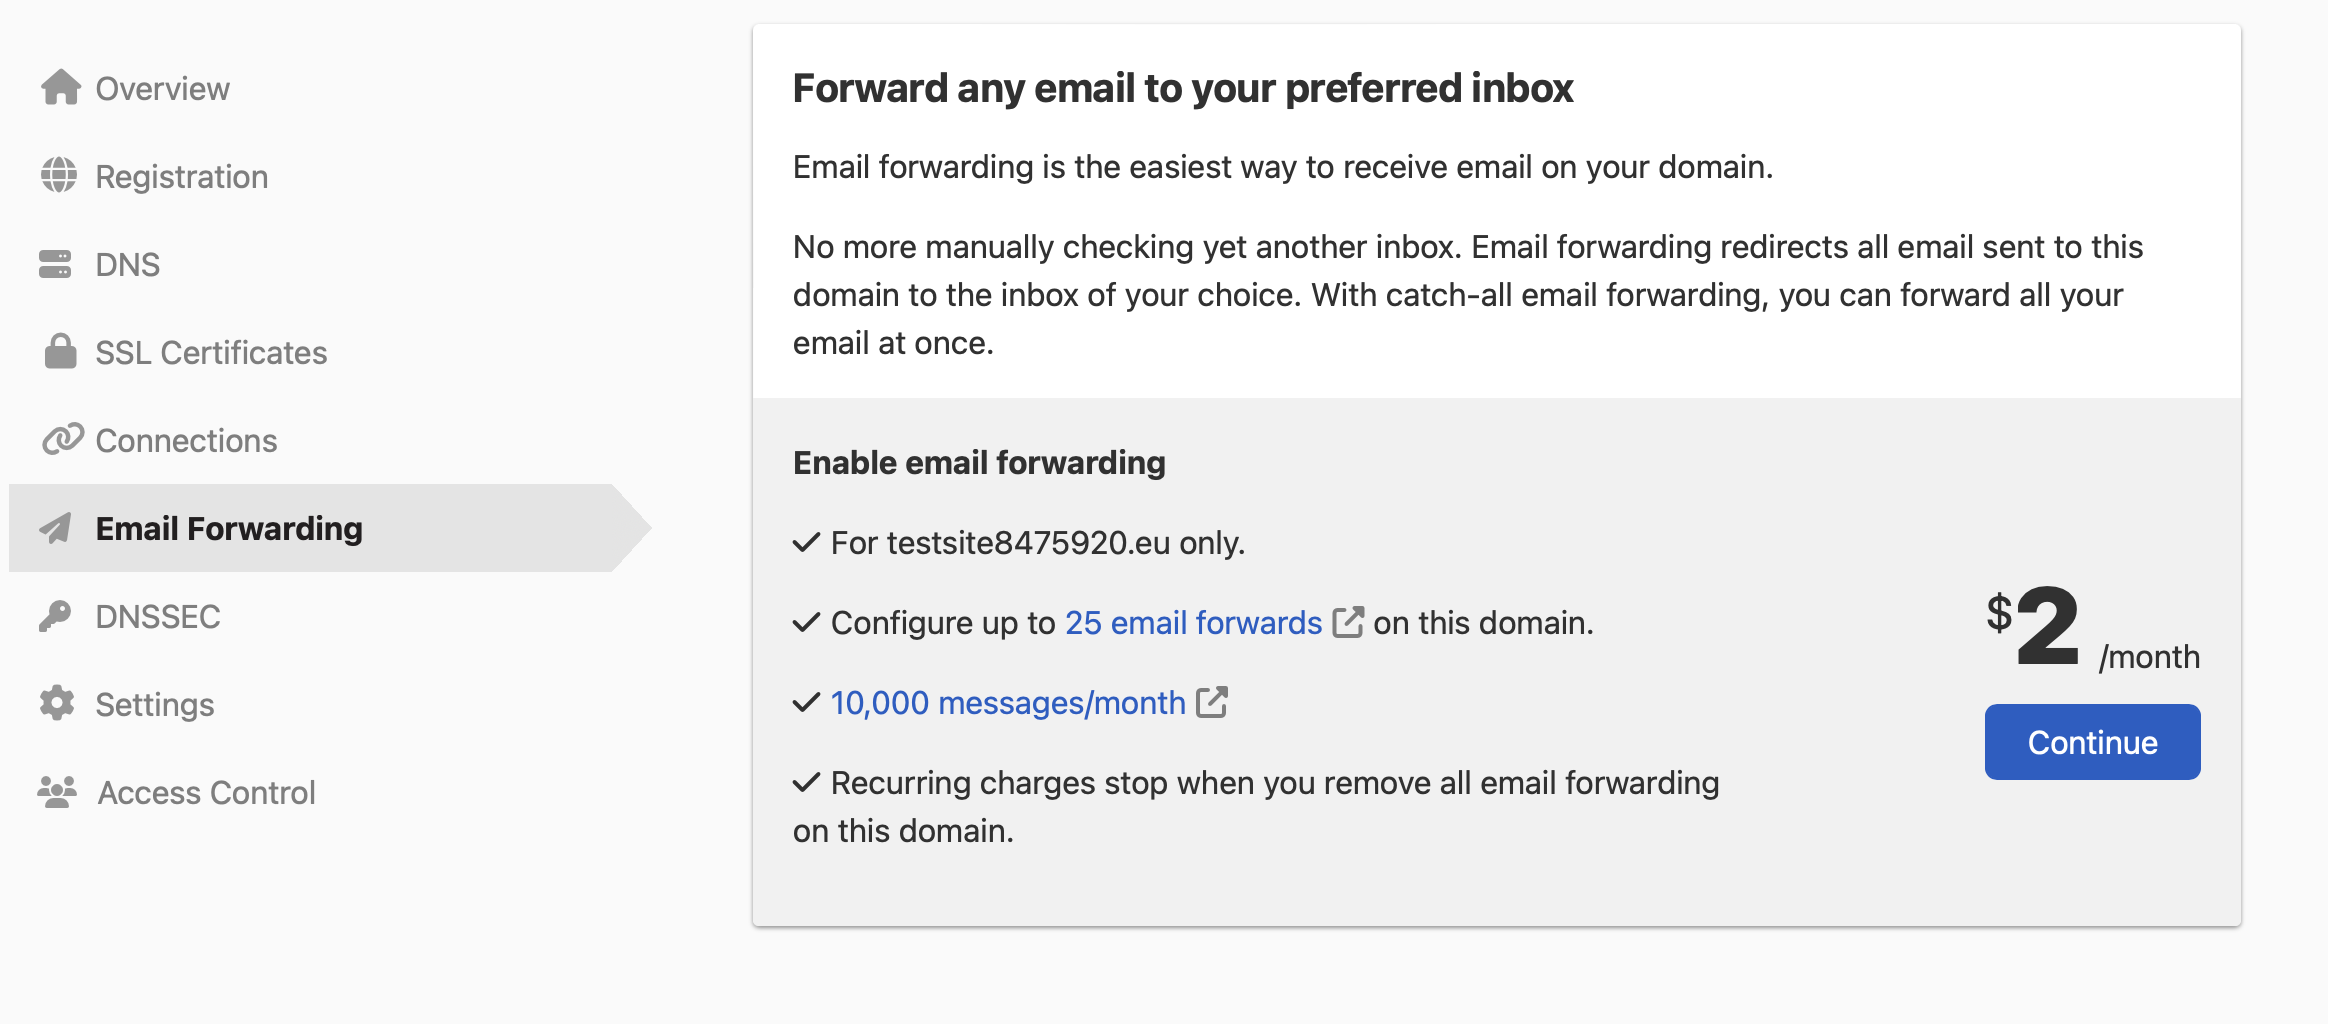 Overview
Registration
DNS
SSL Certificates
Connections
Email Forwarding
DNSSEC
Settings
Access Control
Forward any email to your preferred inbox
Email forwarding is the easiest way to receive email on your domain.
No more manually checking yet another inbox. Email forwarding redirects all email sent to this
domain to the inbox of your choice. With catch-all email forwarding, you can forward all your
email at once.
Enable email forwarding
For testsite8475920.eu only.
Configure up to 25 email forwards on this domain.
10,000 messages/month
Recurring charges stop when you remove all email forwarding
on this domain.
$2 /month
Continue